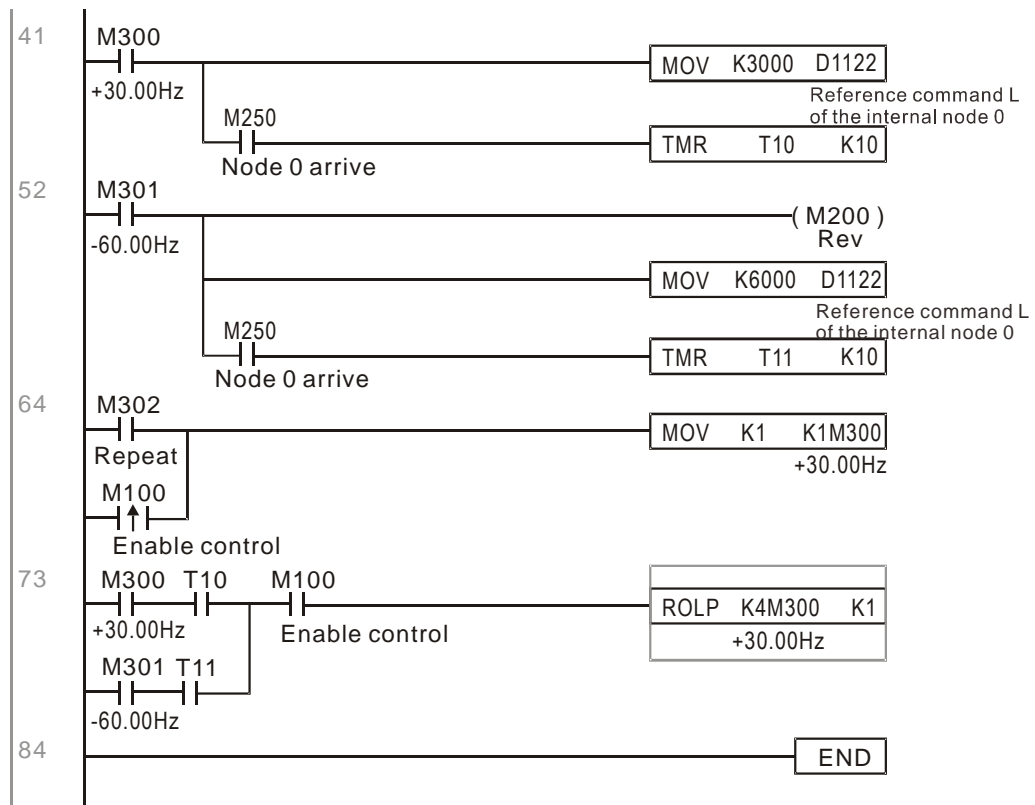 41
M300
MOV K3000 D1122
+30.00Hz
Reference command L
of the internal node 0
M250
TMR T10 K10
Node 0 arrive
52
M301
( M200 )
Rev
-60.00Hz
MOV K6000 D1122
Reference command L
of the internal node 0
M250
TMR T11 K10
Node 0 arrive
64
M302
MOV K1 K1M300
Repeat
+30.00Hz
M100
Enable control
73
M300 T10 M100
ROLP K4M300 K1
+30.00Hz
Enable control
+30.00Hz
M301 T11
-60.00Hz
84
END